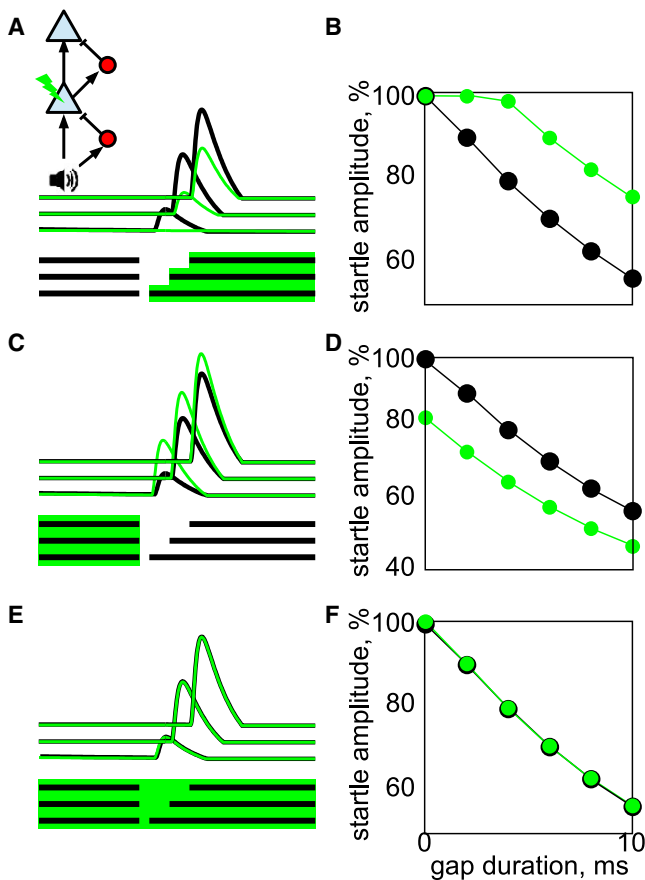 A
B
startle amplitude, %
100
80
60
C
D
startle amplitude, %
100
80
60
40
E
F
startle amplitude, %
100
80
60
0
10
gap duration, ms